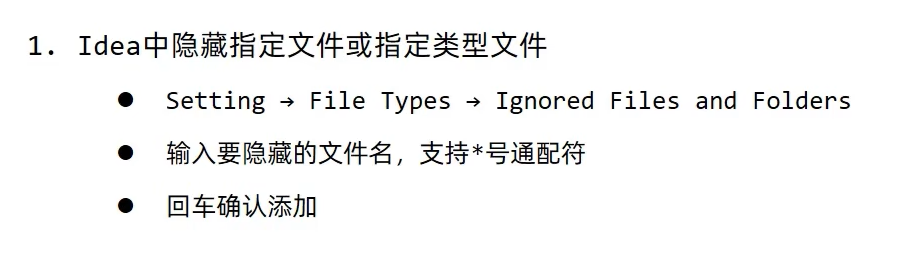 1. Idea中隐藏指定文件或指定类型文件
● Setting → File Types → Ignored Files and Folders
● 输入要隐藏的文件名，支持*号通配符
● 回车确认添加